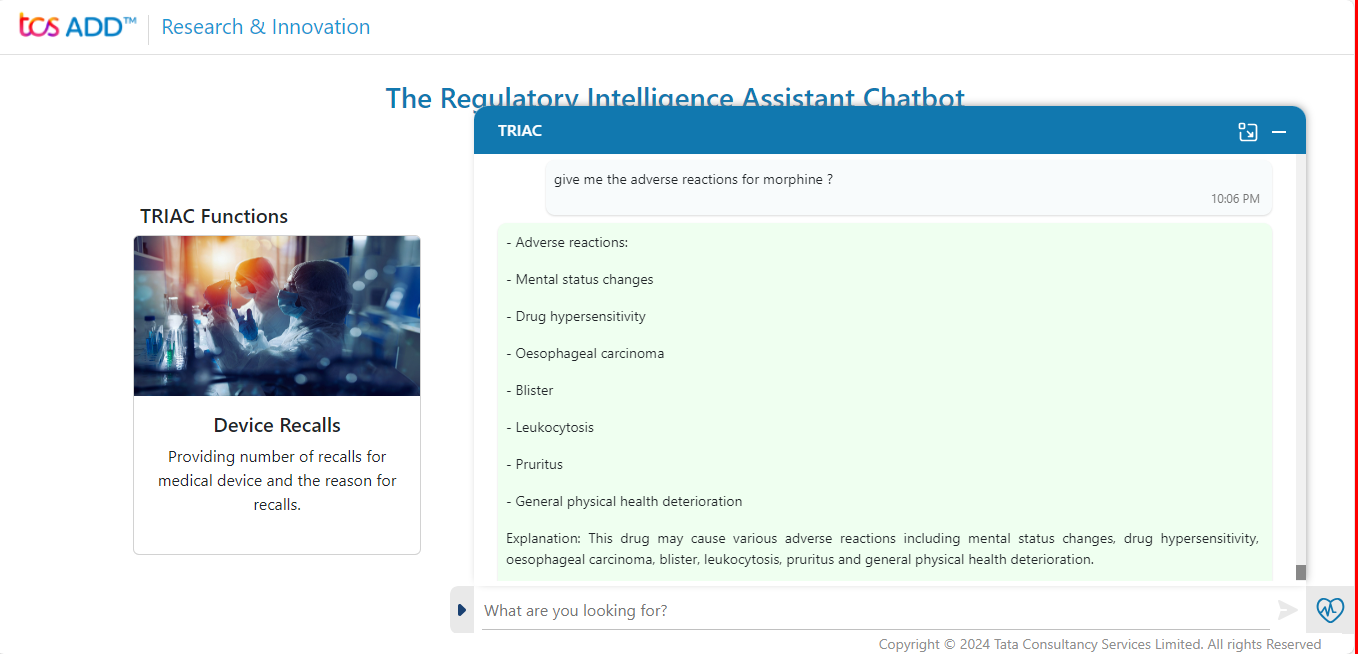 tcs ADD™ Research & Innovation
The Regulatory Intelligence Assistant Chatbot
TRIAC
give me the adverse reactions for morphine ?
10:06 PM
TRIAC Functions
Device Recalls
Providing number of recalls for
medical device and the reason for
recalls.
- Adverse reactions:
- Mental status changes
- Drug hypersensitivity
- Oesophageal carcinoma
- Blister
- Leukocytosis
- Pruritus
- General physical health deterioration
Explanation: This drug may cause various adverse reactions including mental status changes, drug hypersensitivity,
oesophageal carcinoma, blister, leukocytosis, pruritus and general physical health deterioration.
What are you looking for?
Copyright © 2024 Tata Consultancy Services Limited. All rights Reserved